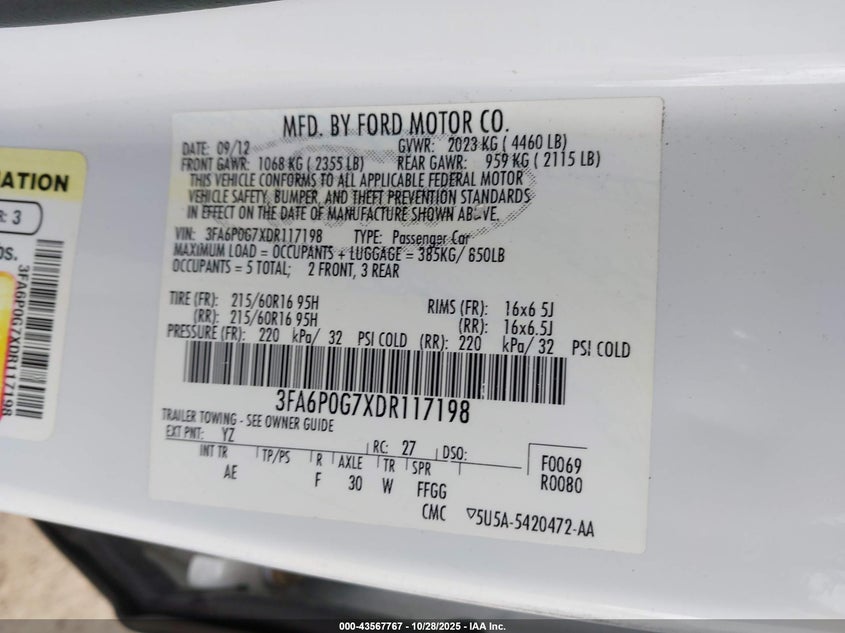 MATION
R: 3
os.
3FA6P0G7XDR117198
MFD. BY FORD MOTOR CO.
DATE: 09/12 GVWR: 2023 KG ( 4460 LB)
FRONT GAWR: 1068 KG ( 2355 LB) REAR GAWR: 959 KG ( 2115 LB)
THIS VEHICLE CONFORMS TO ALL APPLICABLE FEDERAL MOTOR
VEHICLE SAFETY, BUMPER, AND THEFT PREVENTION STANDARDS
IN EFFECT ON THE DATE OF MANUFACTURE SHOWN ABOVE.
VIN: 3FA6P0G7XDR117198 TYPE: Passenger Car
MAXIMUM LOAD = OCCUPANTS + LUGGAGE = 385KG/ 850LB
OCCUPANTS = 5 TOTAL; 2 FRONT, 3 REAR
TIRE (FR): 215/60R16 95H RIMS (FR): 16x6.5J
(RR): 215/60R16 95H (RR): 16x6.5J
PRESSURE (FR): 220 kPa/ 32 PSI COLD (RR): 220 kPa/ 32 PSI COLD
3FA6P0G7XDR117198
TRAILER TOWING - SEE OWNER GUIDE
EXT PNT: YZ RC: 27 DSO: F0069
INT TR TP/PS R AXLE TR SPR R0080
AE F 30 W FFGG
CMC ▽5U5A-5420472-AA
000-43567767 • 10/28/2025 • IAA Inc.